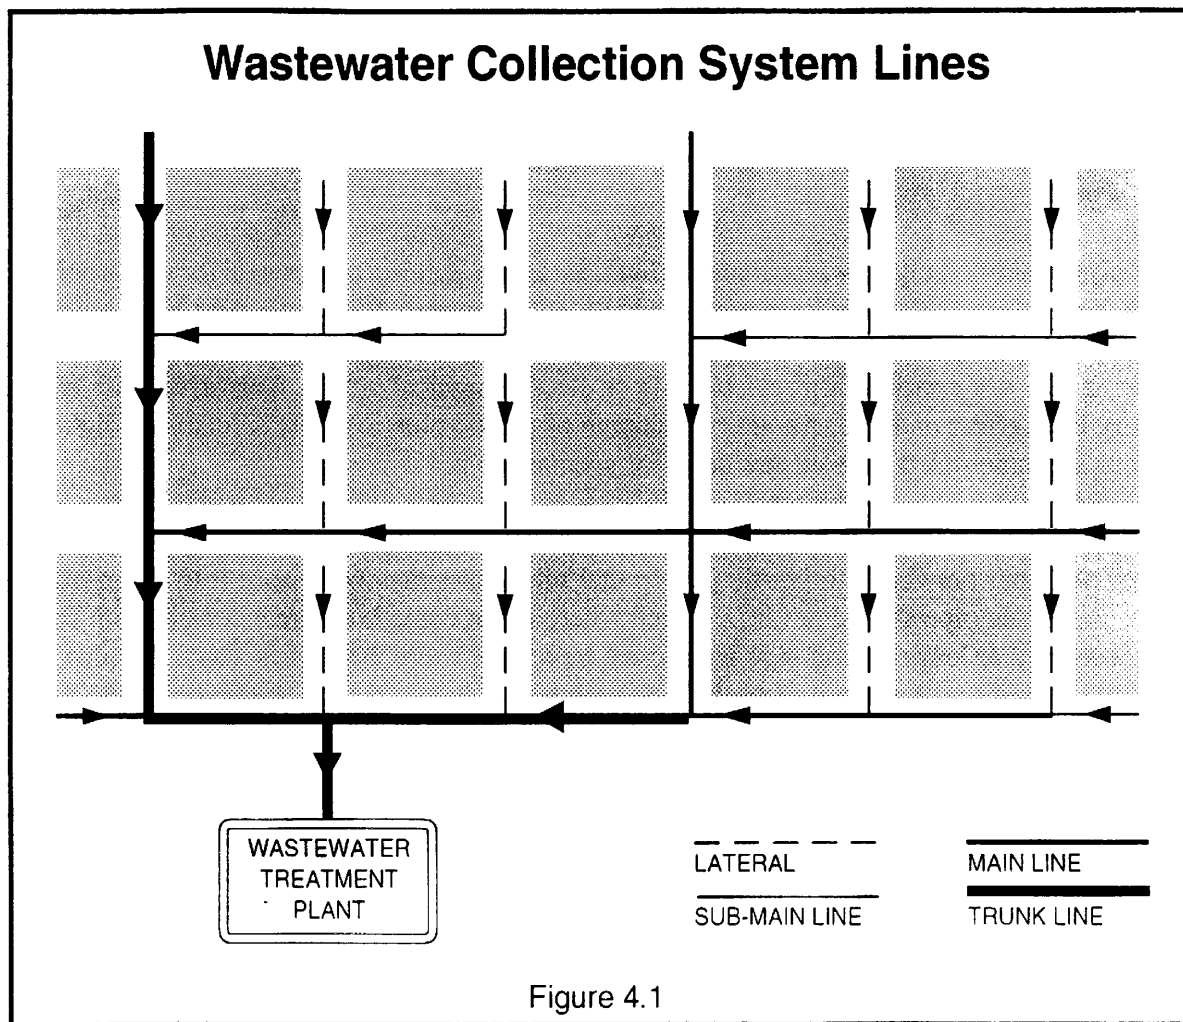 Wastewater Collection System Lines
WASTEWATER
TREATMENT
PLANT
LATERAL
MAIN LINE
SUB-MAIN LINE
TRUNK LINE
Figure 4.1